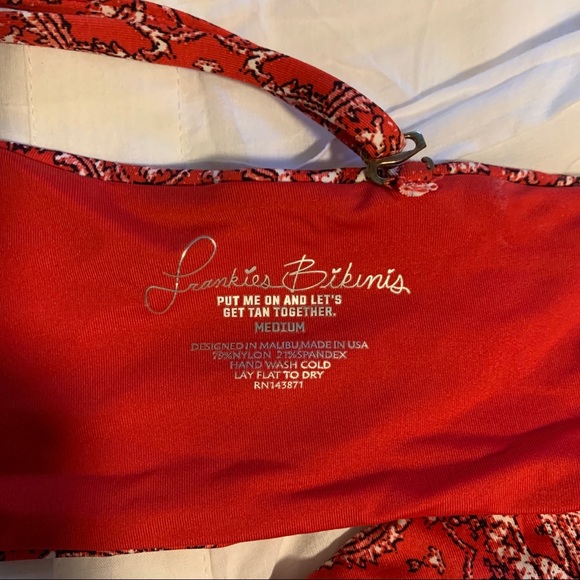 Frankies Bikinis
PUT ME ON AND LET'S
GET TAN TOGETHER.
MEDIUM
DESIGNED IN MALIBU,MADE IN USA
79%NYLON 21%SPANDEX
HAND WASH COLD
LAY FLAT TO DRY
RN143871